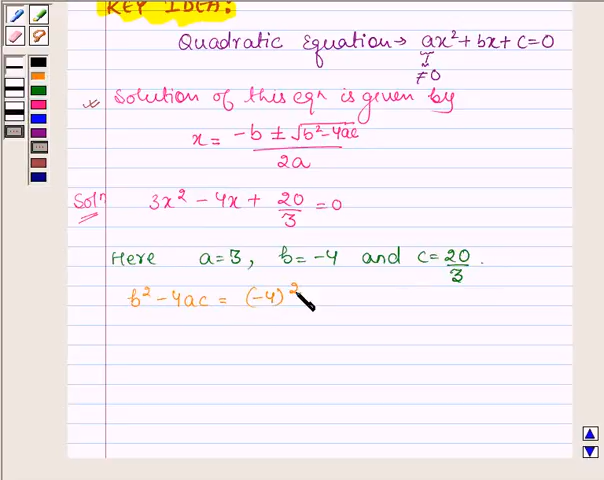 KEY IDEA:
Quadratic Equation → ax² + bx + c = 0
≠0
* Solution of this eqn is given by
x = -b ± √b² - 4ac / 2a
Solⁿ 3x² - 4x + 20/3 = 0
Here a = 3, b = -4 and c = 20/3.
b² - 4ac = (-4)²